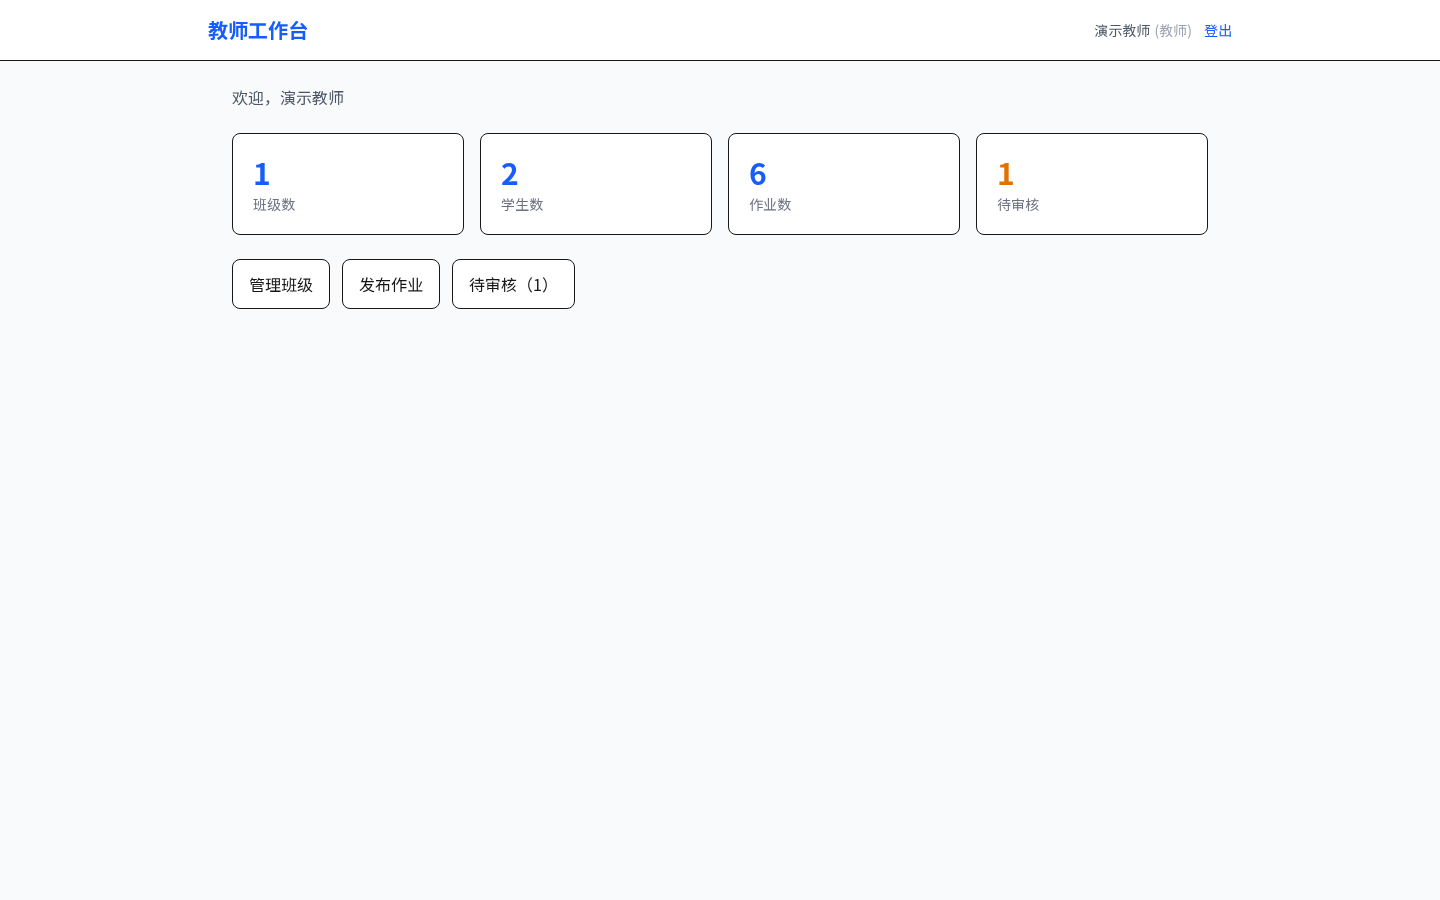 教师工作台
演示教师 (教师) 登出
欢迎，演示教师
1
班级数
2
学生数
6
作业数
1
待审核
管理班级
发布作业
待审核（1）